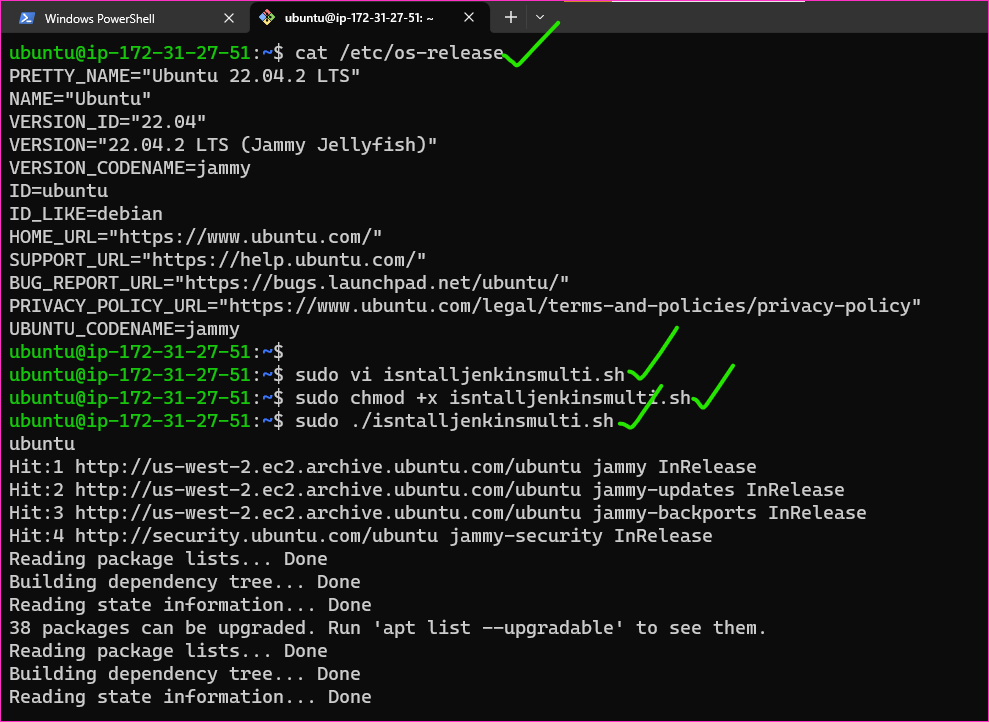 Windows PowerShell
ubuntu@ip-172-31-27-51: ~
ubuntu@ip-172-31-27-51:~$ cat /etc/os-release
PRETTY_NAME="Ubuntu 22.04.2 LTS"
NAME="Ubuntu"
VERSION_ID="22.04"
VERSION="22.04.2 LTS (Jammy Jellyfish)"
VERSION_CODENAME=jammy
ID=ubuntu
ID_LIKE=debian
HOME_URL="https://www.ubuntu.com/"
SUPPORT_URL="https://help.ubuntu.com/"
BUG_REPORT_URL="https://bugs.launchpad.net/ubuntu/"
PRIVACY_POLICY_URL="https://www.ubuntu.com/legal/terms-and-policies/privacy-policy"
UBUNTU_CODENAME=jammy
ubuntu@ip-172-31-27-51:~$
ubuntu@ip-172-31-27-51:~$ sudo vi isntalljenkinsmulti.sh
ubuntu@ip-172-31-27-51:~$ sudo chmod +x isntalljenkinsmulti.sh
ubuntu@ip-172-31-27-51:~$ sudo ./isntalljenkinsmulti.sh
ubuntu
Hit:1 http://us-west-2.ec2.archive.ubuntu.com/ubuntu jammy InRelease
Hit:2 http://us-west-2.ec2.archive.ubuntu.com/ubuntu jammy-updates InRelease
Hit:3 http://us-west-2.ec2.archive.ubuntu.com/ubuntu jammy-backports InRelease
Hit:4 http://security.ubuntu.com/ubuntu jammy-security InRelease
Reading package lists... Done
Building dependency tree... Done
Reading state information... Done
38 packages can be upgraded. Run 'apt list --upgradable' to see them.
Reading package lists... Done
Building dependency tree... Done
Reading state information... Done